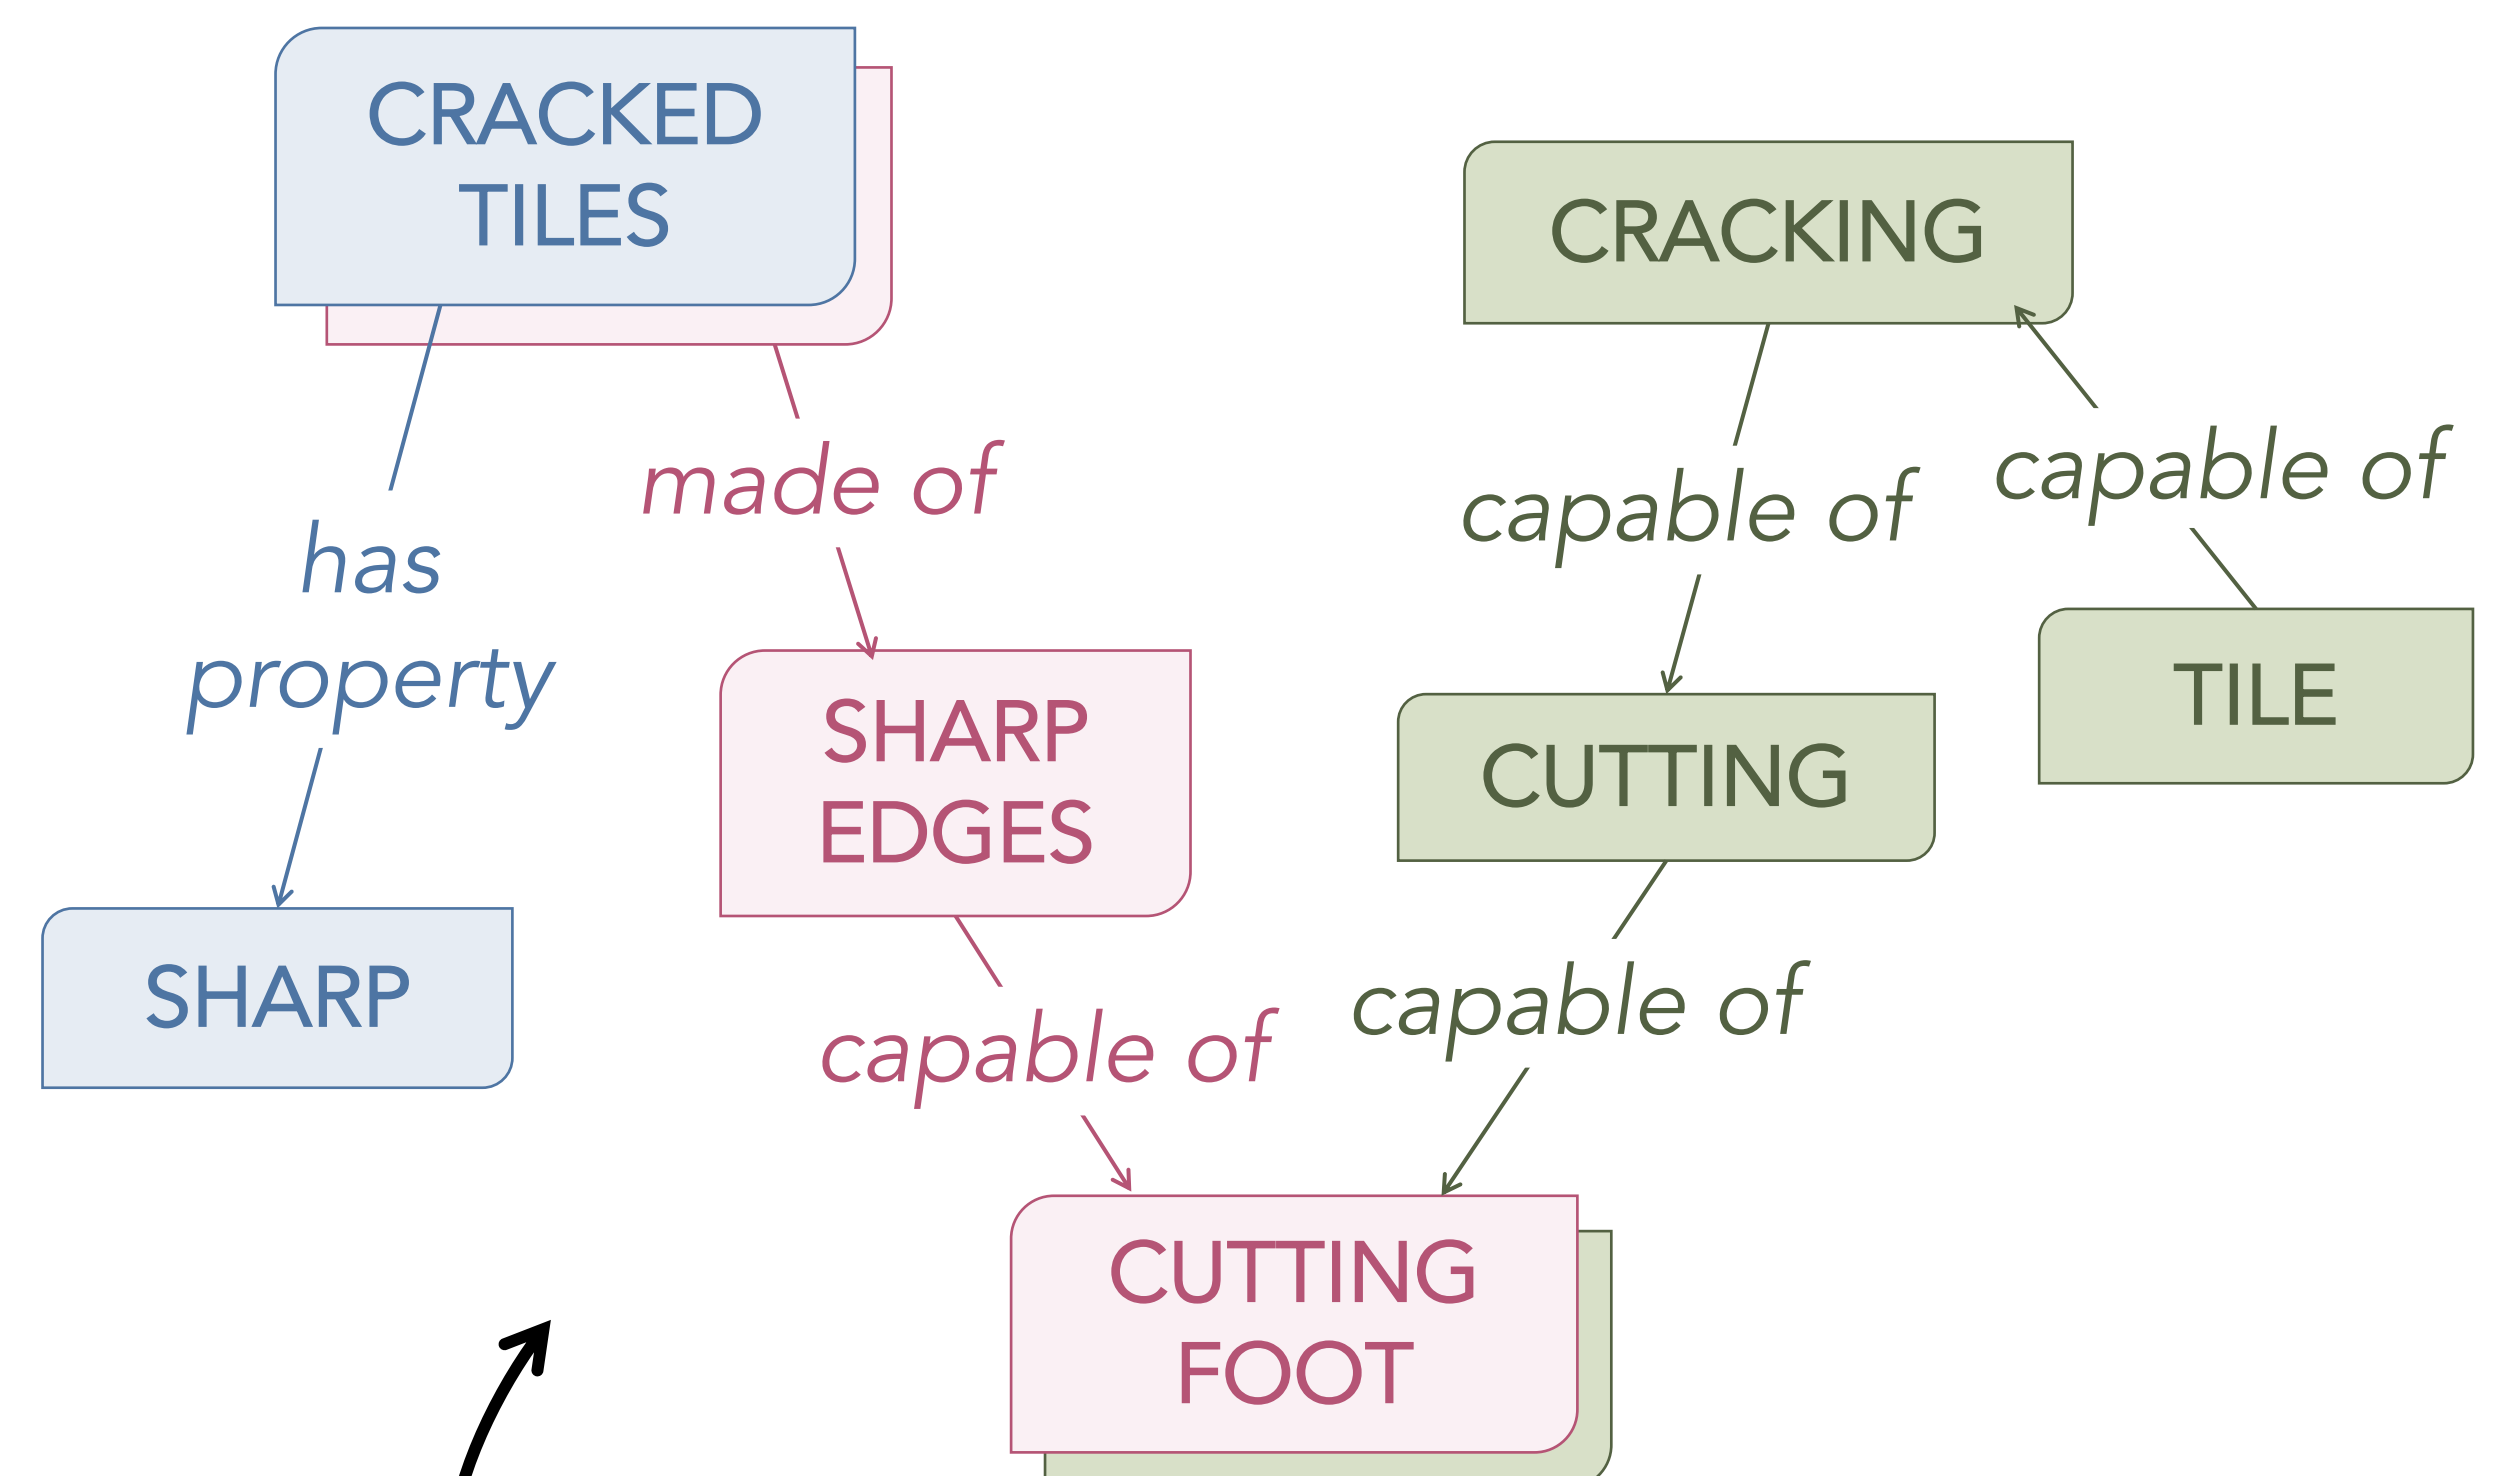 CRACKED
TILES
CRACKING
made of
capable of
capable of
has
property
SHARP
EDGES
TILE
CUTTING
SHARP
capable of
capable of
CUTTING
FOOT